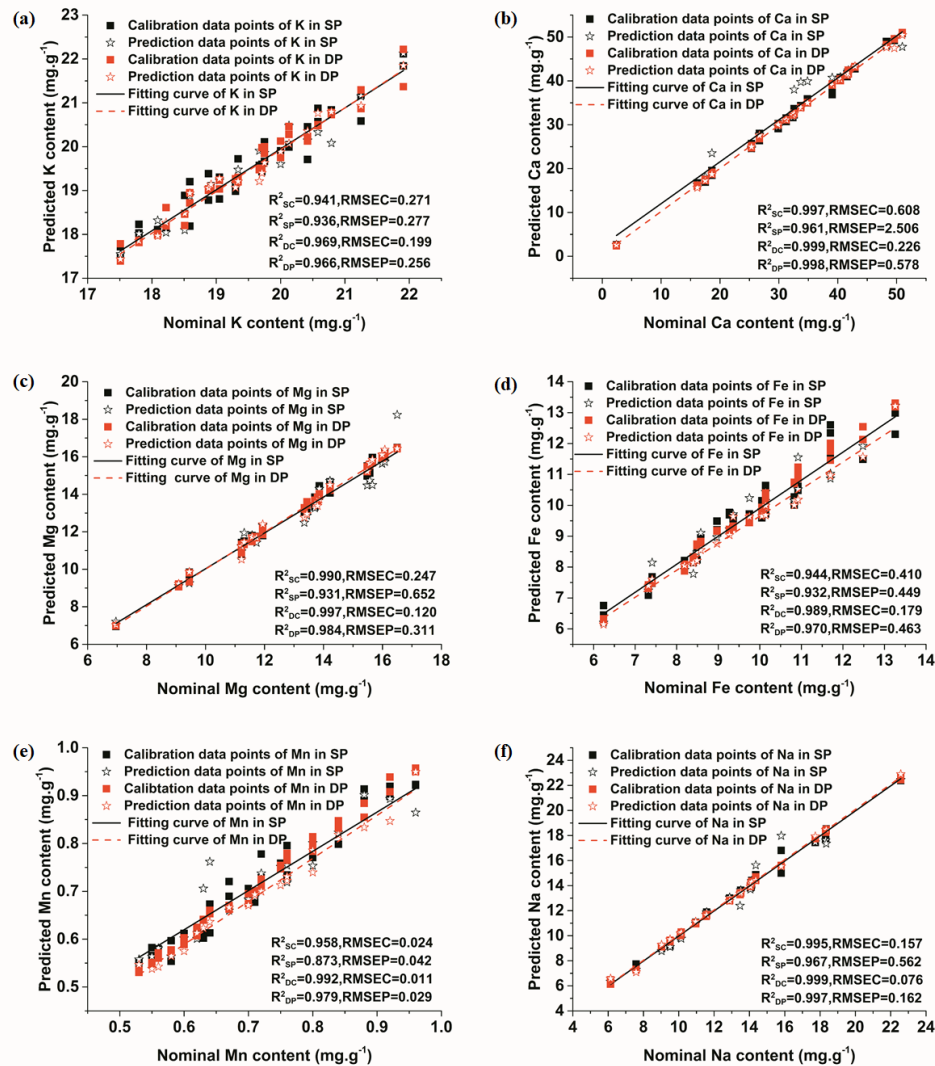 (a)
Calibration data points of K in SP
Prediction data points of K in SP
Calibration data points of K in DP
Prediction data points of K in DP
Fitting curve of K in SP
Fitting curve of K in DP
R²SC=0.941,RMSEC=0.271
R²SP=0.936,RMSEP=0.277
R²DC=0.969,RMSEC=0.199
R²DP=0.966,RMSEP=0.256
Predicted K content (mg.g⁻¹)
23
22
21
20
19
18
17
17 18 19 20 21 22
Nominal K content (mg.g⁻¹)
(b)
Calibration data points of Ca in SP
Prediction data points of Ca in SP
Calibration data points of Ca in DP
Prediction data points of Ca in DP
Fitting curve of Ca in SP
Fitting curve of Ca in DP
R²SC=0.997,RMSEC=0.608
R²SP=0.961,RMSEP=2.506
R²DC=0.999,RMSEC=0.226
R²DP=0.998,RMSEP=0.578
Predicted Ca content (mg.g⁻¹)
50
40
30
20
10
0
0 10 20 30 40 50
Nominal Ca content (mg.g⁻¹)
(c)
Calibration data points of Mg in SP
Prediction data points of Mg in SP
Calibration data points of Mg in DP
Prediction data points of Mg in DP
Fitting curve of Mg in SP
Fitting curve of Mg in DP
R²SC=0.990,RMSEC=0.247
R²SP=0.931,RMSEP=0.652
R²DC=0.997,RMSEC=0.120
R²DP=0.984,RMSEP=0.311
Predicted Mg content (mg.g⁻¹)
20
18
16
14
12
10
8
6
6 8 10 12 14 16 18
Nominal Mg content (mg.g⁻¹)
(d)
Calibration data points of Fe in SP
Prediction data points of Fe in SP
Calibration data points of Fe in DP
Prediction data points of Fe in DP
Fitting curve of Fe in SP
Fitting curve of Fe in DP
R²SC=0.944,RMSEC=0.410
R²SP=0.932,RMSEP=0.449
R²DC=0.989,RMSEC=0.179
R²DP=0.970,RMSEP=0.463
Predicted Fe content (mg.g⁻¹)
14
13
12
11
10
9
8
7
6
5 6 7 8 9 10 11 12 13 14
Nominal Fe content (mg.g⁻¹)
(e)
Calibration data points of Mn in SP
Prediction data points of Mn in SP
Calibtation data points of Mn in DP
Prediction data points of Mn in DP
Fitting curve of Mn in SP
Fitting curve of Mn in DP
R²SC=0.958,RMSEC=0.024
R²SP=0.873,RMSEP=0.042
R²DC=0.992,RMSEC=0.011
R²DP=0.979,RMSEP=0.029
Predicted Mn content (mg.g⁻¹)
1.0
0.9
0.8
0.7
0.6
0.5
0.5 0.6 0.7 0.8 0.9 1.0
Nominal Mn content (mg.g⁻¹)
(f)
Calibration data points of Na in SP
Prediction data points of Na in SP
Calibration data points of Na in DP
Prediction data points of Na in DP
Fitting curve of Na in SP
Fitting curve of Na in DP
R²SC=0.995,RMSEC=0.157
R²SP=0.967,RMSEP=0.562
R²DC=0.999,RMSEC=0.076
R²DP=0.997,RMSEP=0.162
Predicted Na content (mg.g⁻¹)
24
22
20
18
16
14
12
10
8
6
4
4 6 8 10 12 14 16 18 20 22 24
Nominal Na content (mg.g⁻¹)